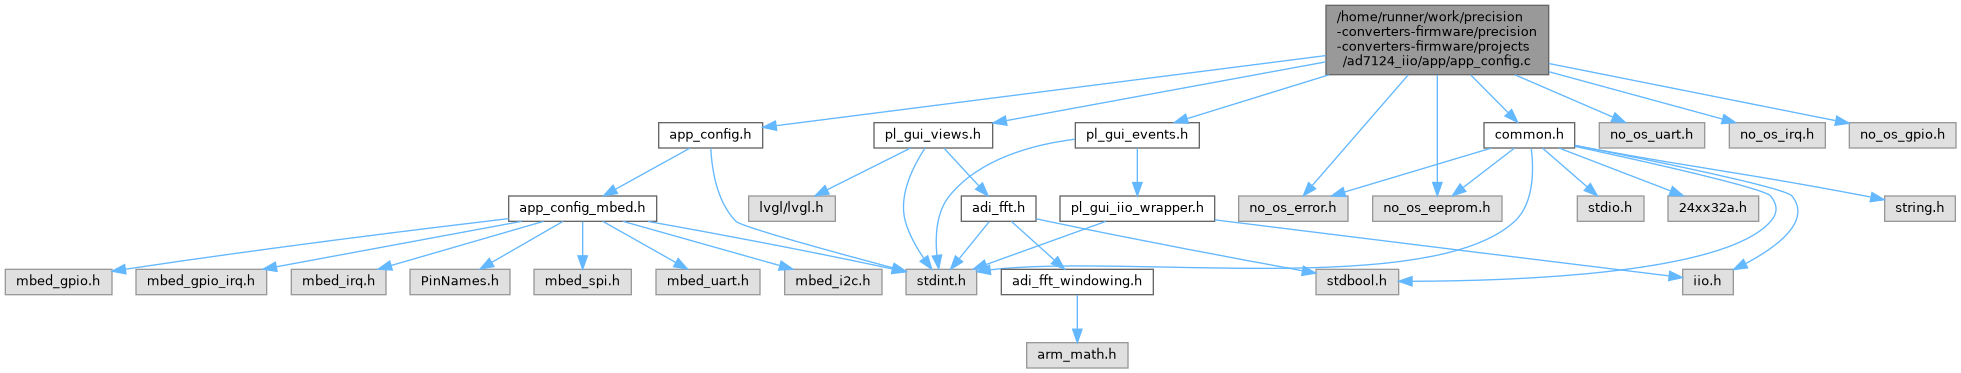 /home/runner/work/precision
-converters-firmware/precision
-converters-firmware/projects
/ad7124_iio/app/app_config.c
app_config.h
pl_gui_views.h
pl_gui_events.h
common.h
no_os_uart.h
no_os_irq.h
no_os_gpio.h
app_config_mbed.h
lvgl/lvgl.h
adi_fft.h
pl_gui_iio_wrapper.h
no_os_error.h
no_os_eeprom.h
stdio.h
24xx32a.h
string.h
mbed_gpio.h
mbed_gpio_irq.h
mbed_irq.h
PinNames.h
mbed_spi.h
mbed_uart.h
mbed_i2c.h
stdint.h
adi_fft_windowing.h
stdbool.h
iio.h
arm_math.h